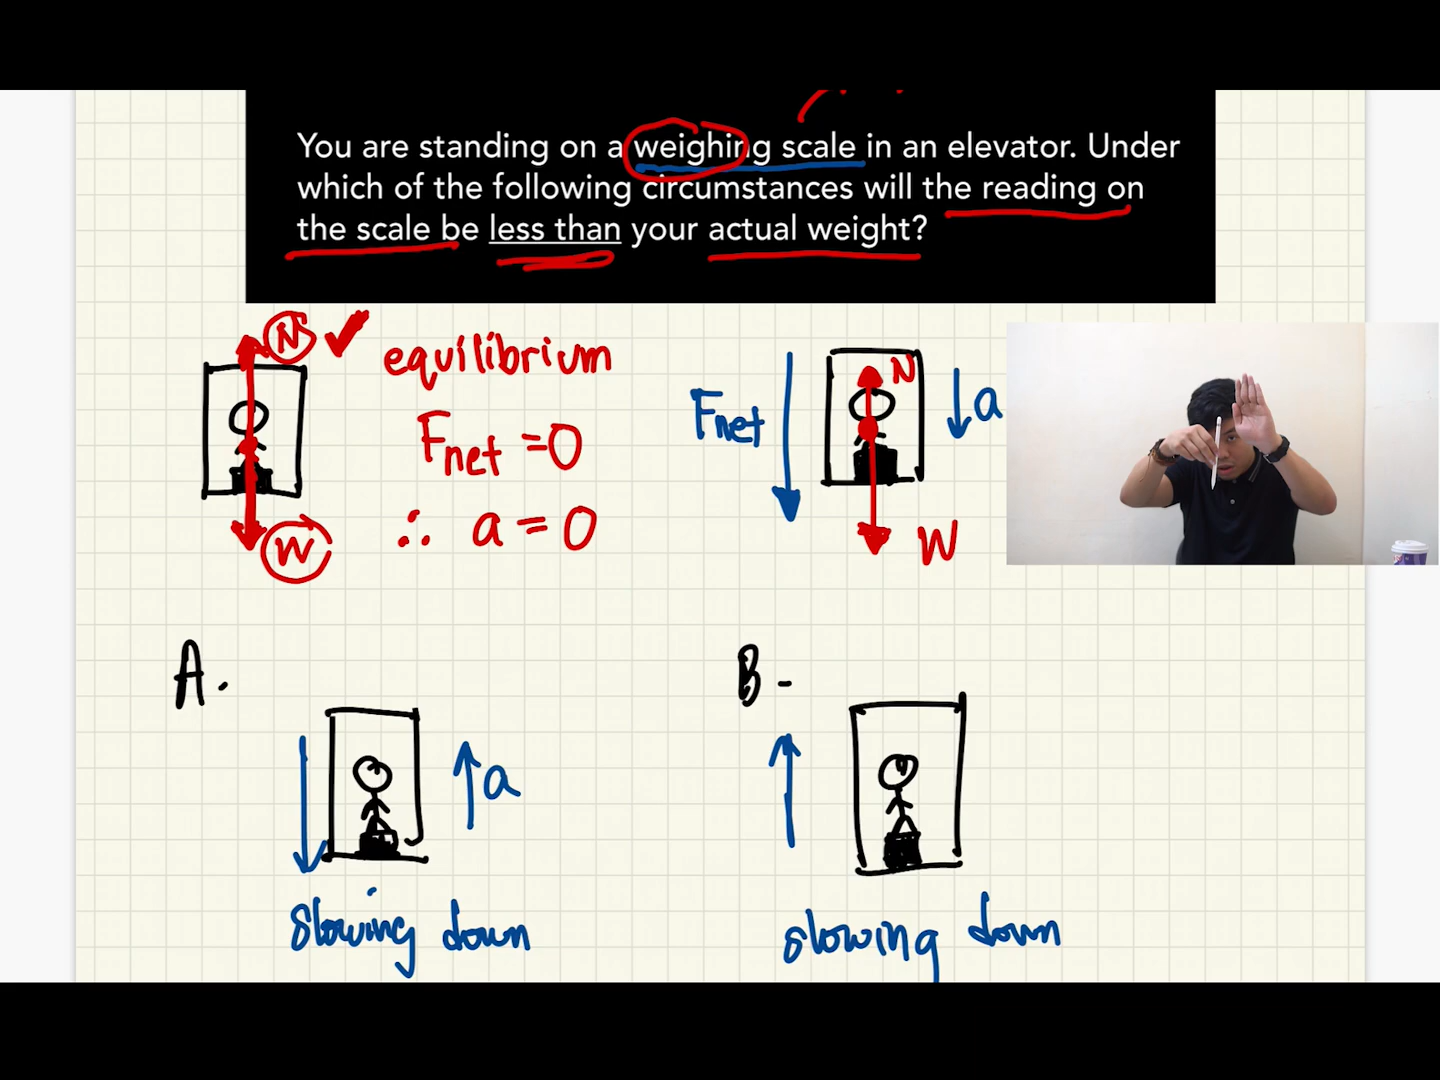 You are standing on a weighing scale in an elevator. Under
which of the following circumstances will the reading on
the scale be less than your actual weight?
N
equilibrium
Fnet = 0
∴ a = 0
W
N
Fnet
a
W
A.
a
slowing down
B-
slowing down